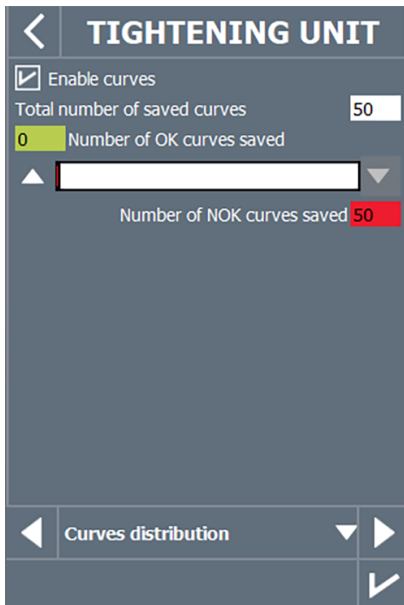 TIGHTENING UNIT
Enable curves
Total number of saved curves 50
0 Number of OK curves saved
Number of NOK curves saved 50
Curves distribution